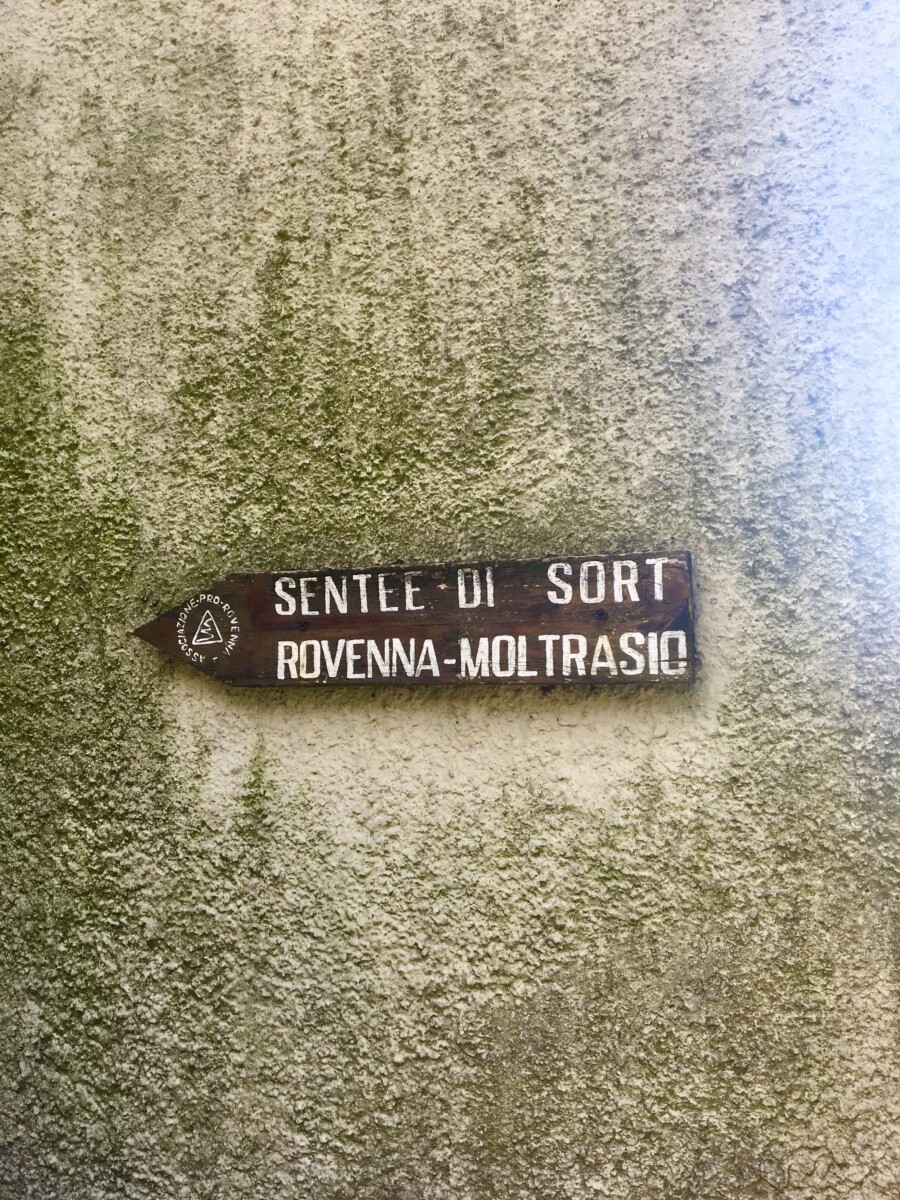 SENTEE DI SORT
ROVENNA-MOLTRASIO
ASSOCIAZIONE-PRO-ROVENNA